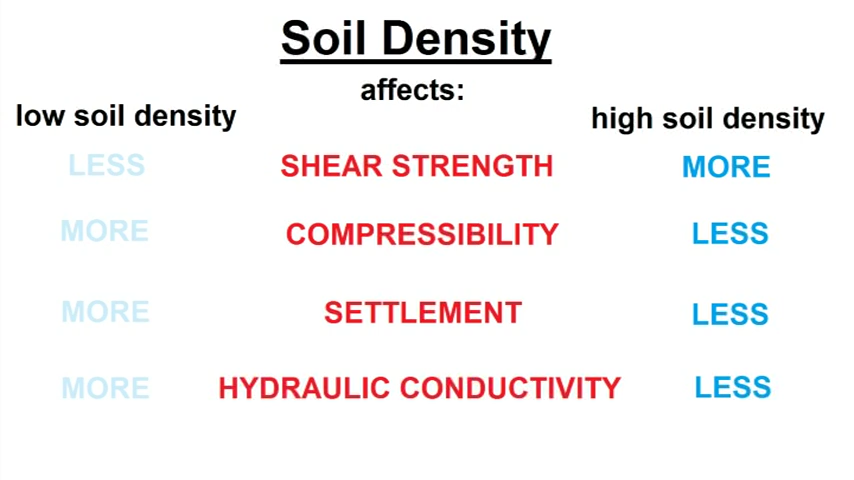 Soil Density
affects:
low soil density
high soil density
LESS SHEAR STRENGTH MORE
MORE COMPRESSIBILITY LESS
MORE SETTLEMENT LESS
MORE HYDRAULIC CONDUCTIVITY LESS